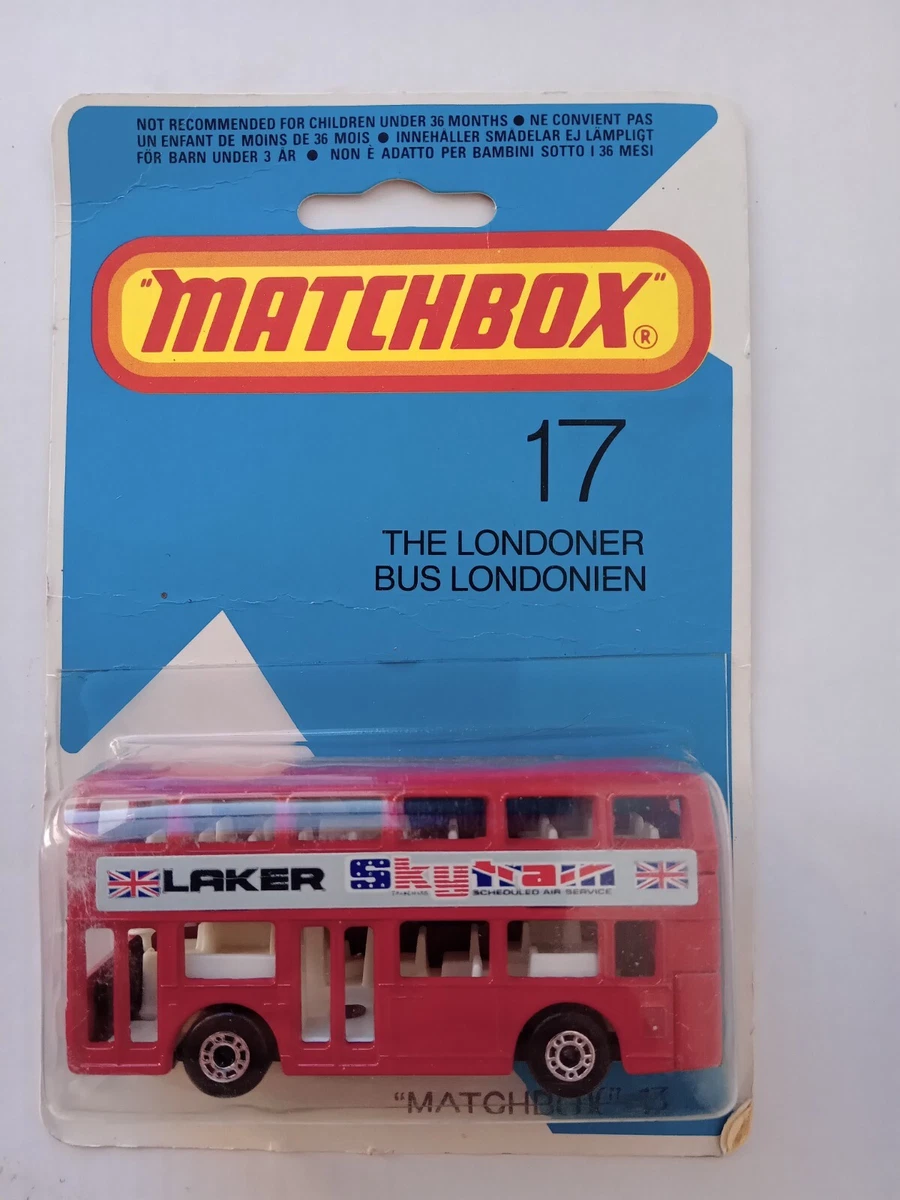 NOT RECOMMENDED FOR CHILDREN UNDER 36 MONTHS ● NE CONVIENT PAS
UN ENFANT DE MOINS DE 36 MOIS ● INNEHÅLLER SMÅDELAR EJ LÄMPLIGT
FÖR BARN UNDER 3 ÅR ● NON È ADATTO PER BAMBINI SOTTO I 36 MESI
"MATCHBOX"®
17
THE LONDONER
BUS LONDONIEN
LAKER Skytrain
SCHEDULED AIR SERVICE
"MATCHBOX"